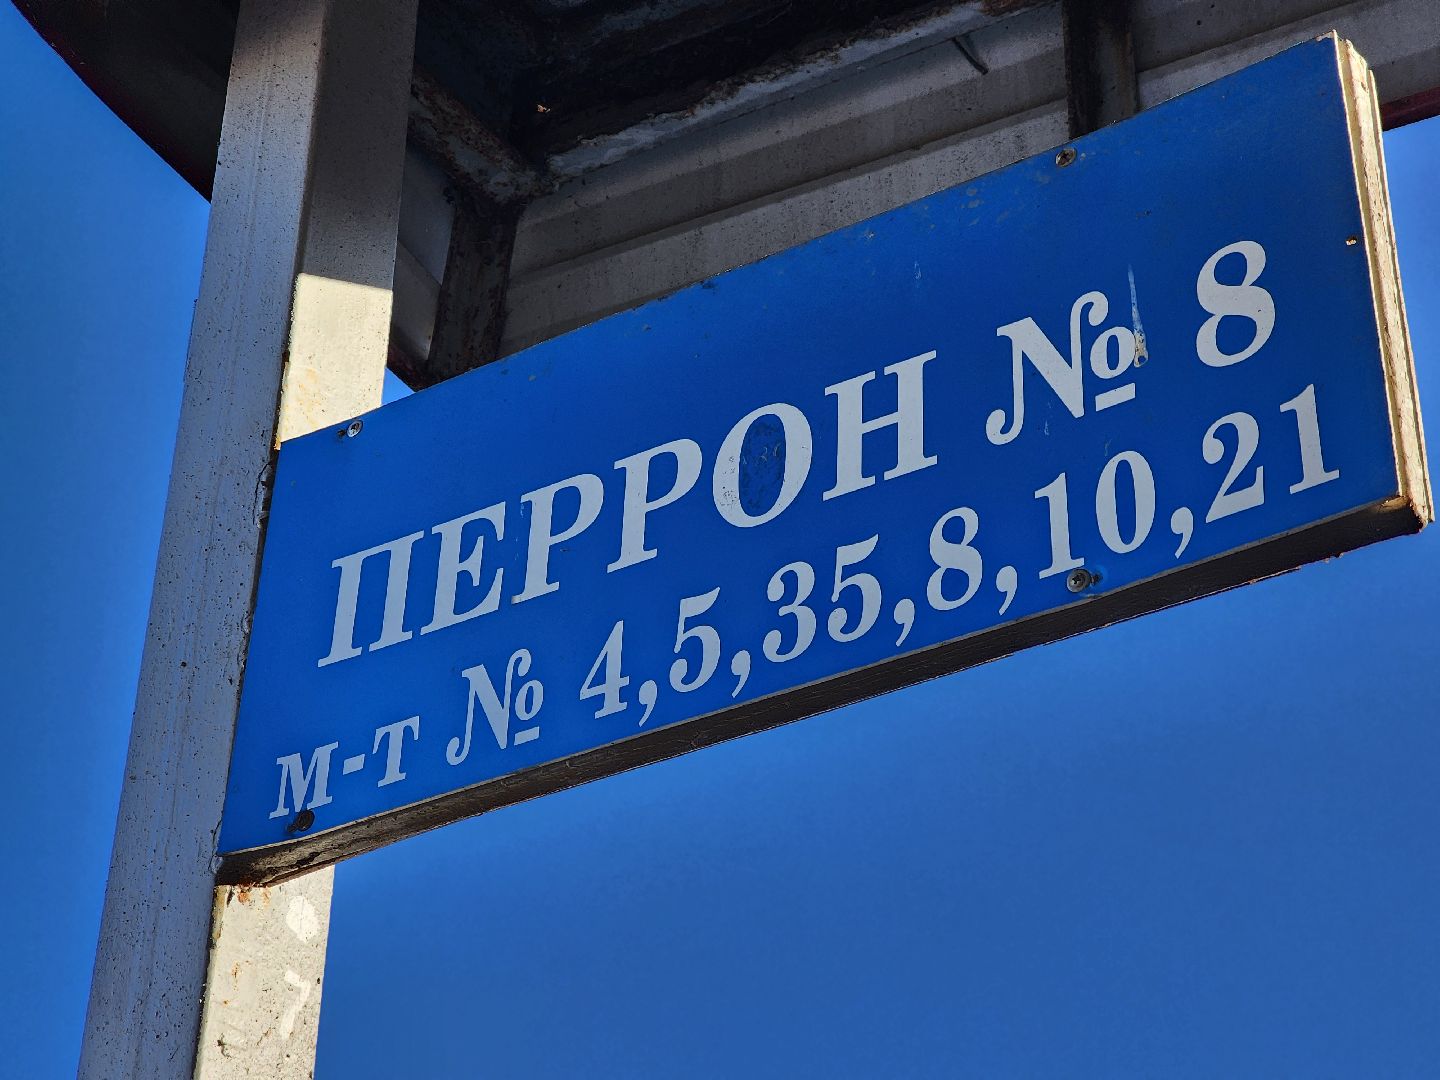 ПЕРРОН № 8
м-т № 4,5,35,8,10,21